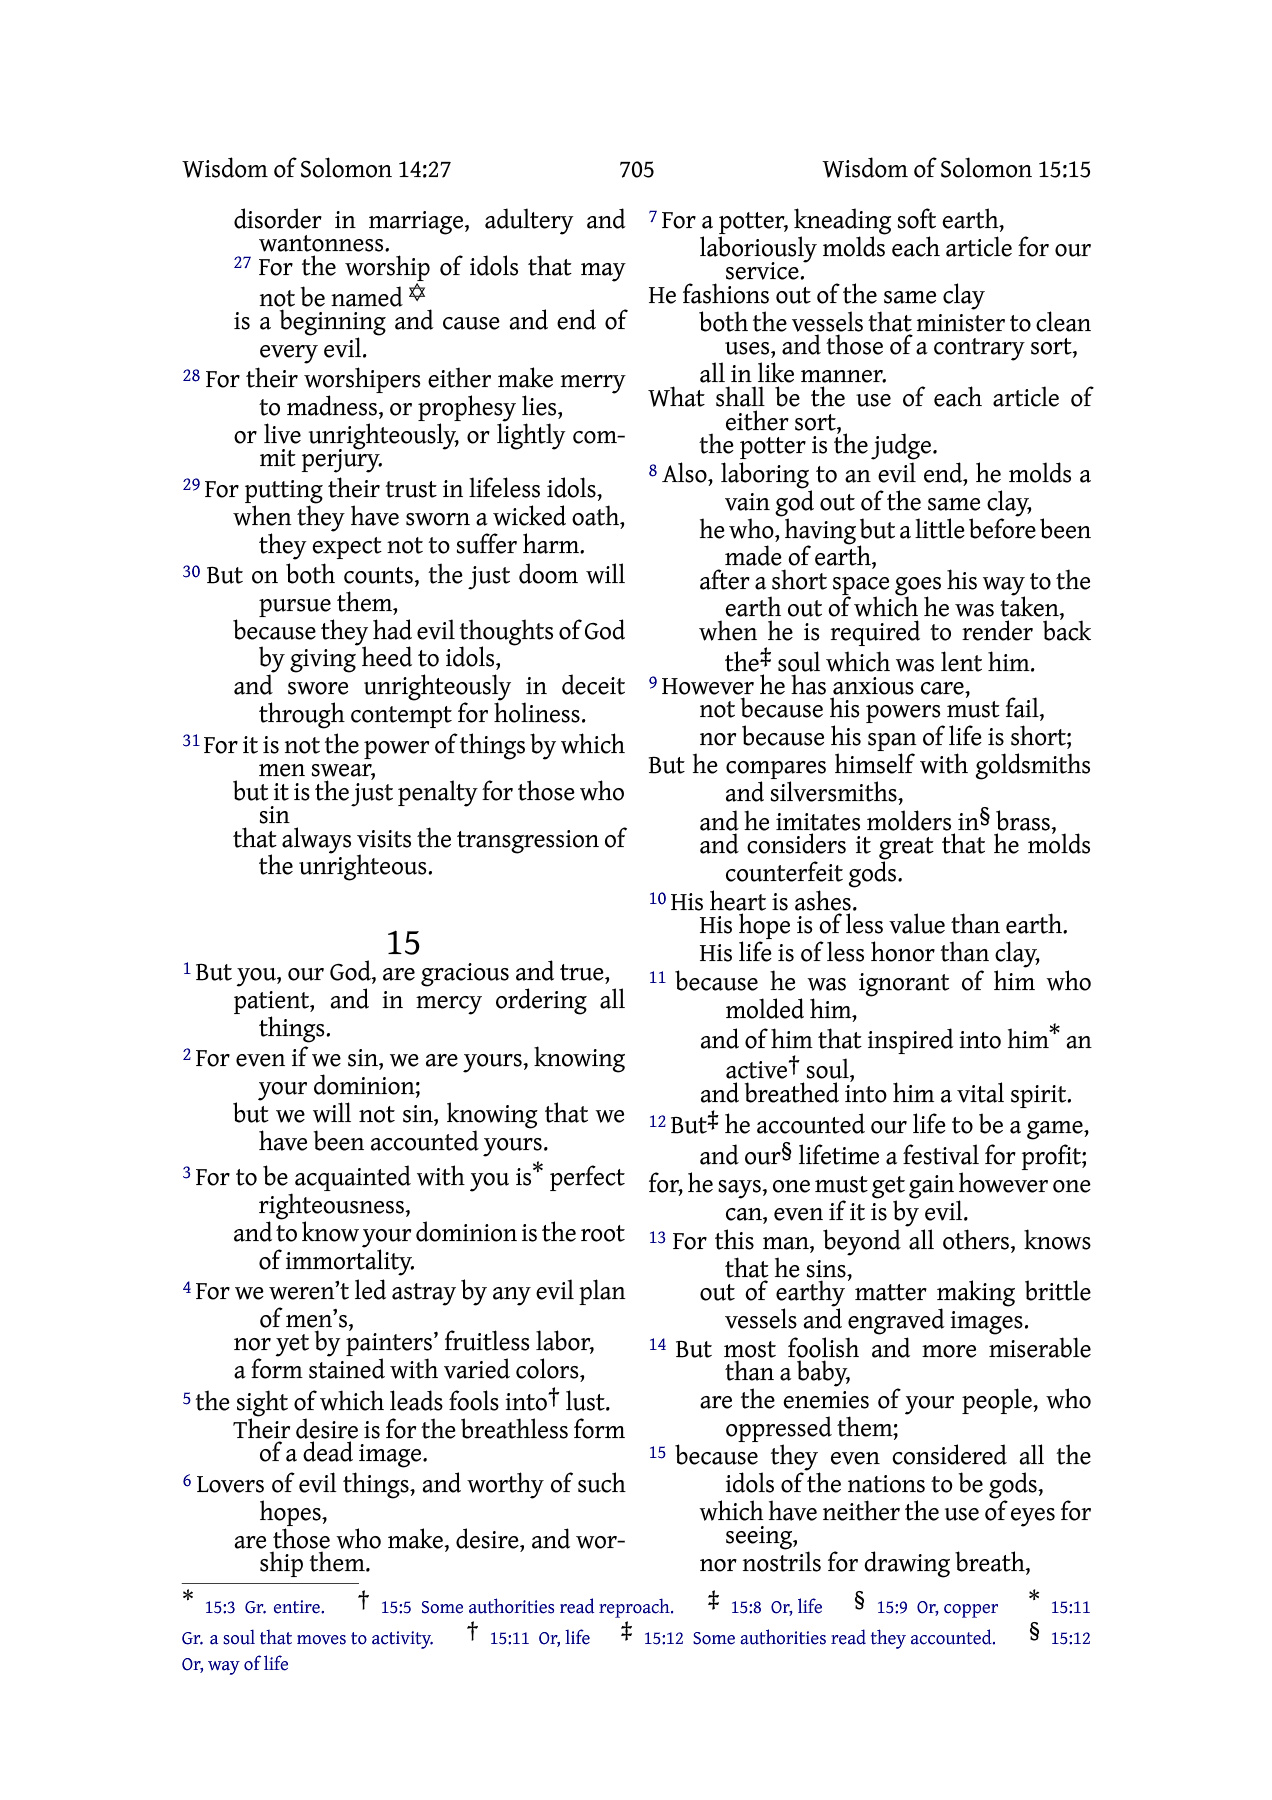 Wisdom of Solomon 14:27 705 Wisdom of Solomon 15:15
disorder in marriage, adultery and
wantonness.
27 For the worship of idols that may
not be named ✡
is a beginning and cause and end of
every evil.
28 For their worshipers either make merry
to madness, or prophesy lies,
or live unrighteously, or lightly com-
mit perjury.
29 For putting their trust in lifeless idols,
when they have sworn a wicked oath,
they expect not to suffer harm.
30 But on both counts, the just doom will
pursue them,
because they had evil thoughts of God
by giving heed to idols,
and swore unrighteously in deceit
through contempt for holiness.
31 For it is not the power of things by which
men swear,
but it is the just penalty for those who
sin
that always visits the transgression of
the unrighteous.
15
1 But you, our God, are gracious and true,
patient, and in mercy ordering all
things.
2 For even if we sin, we are yours, knowing
your dominion;
but we will not sin, knowing that we
have been accounted yours.
3 For to be acquainted with you is* perfect
righteousness,
and to know your dominion is the root
of immortality.
4 For we weren’t led astray by any evil plan
of men’s,
nor yet by painters’ fruitless labor,
a form stained with varied colors,
5 the sight of which leads fools into† lust.
Their desire is for the breathless form
of a dead image.
6 Lovers of evil things, and worthy of such
hopes,
are those who make, desire, and wor-
ship them.
7 For a potter, kneading soft earth,
laboriously molds each article for our
service.
He fashions out of the same clay
both the vessels that minister to clean
uses, and those of a contrary sort,
all in like manner.
What shall be the use of each article of
either sort,
the potter is the judge.
8 Also, laboring to an evil end, he molds a
vain god out of the same clay,
he who, having but a little before been
made of earth,
after a short space goes his way to the
earth out of which he was taken,
when he is required to render back
the‡ soul which was lent him.
9 However he has anxious care,
not because his powers must fail,
nor because his span of life is short;
But he compares himself with goldsmiths
and silversmiths,
and he imitates molders in§ brass,
and considers it great that he molds
counterfeit gods.
10 His heart is ashes.
His hope is of less value than earth.
His life is of less honor than clay,
11 because he was ignorant of him who
molded him,
and of him that inspired into him* an
active† soul,
and breathed into him a vital spirit.
12 But‡ he accounted our life to be a game,
and our§ lifetime a festival for profit;
for, he says, one must get gain however one
can, even if it is by evil.
13 For this man, beyond all others, knows
that he sins,
out of earthy matter making brittle
vessels and engraved images.
14 But most foolish and more miserable
than a baby,
are the enemies of your people, who
oppressed them;
15 because they even considered all the
idols of the nations to be gods,
which have neither the use of eyes for
seeing,
nor nostrils for drawing breath,
* 15:3 Gr. entire. † 15:5 Some authorities read reproach. ‡ 15:8 Or, life § 15:9 Or, copper * 15:11
Gr. a soul that moves to activity. † 15:11 Or, life ‡ 15:12 Some authorities read they accounted. § 15:12
Or, way of life